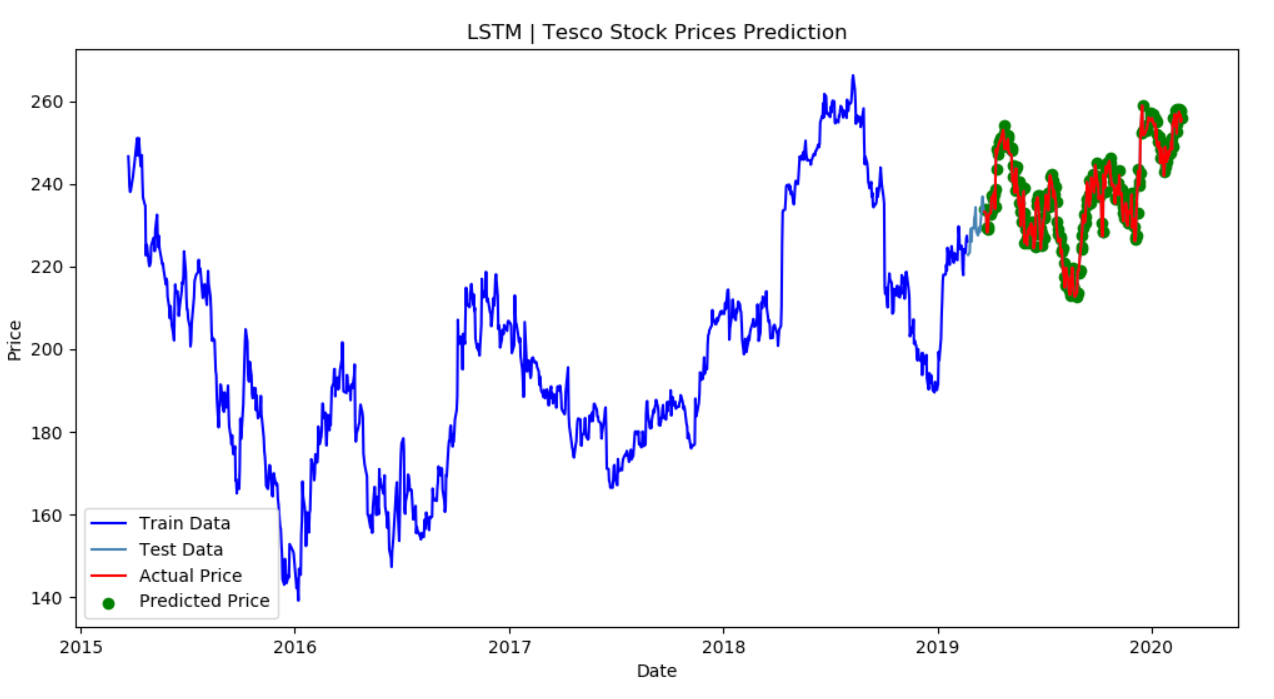 LSTM | Tesco Stock Prices Prediction
Price
260
240
220
200
180
160
140
Train Data
Test Data
Actual Price
Predicted Price
2015 2016 2017 2018 2019 2020
Date